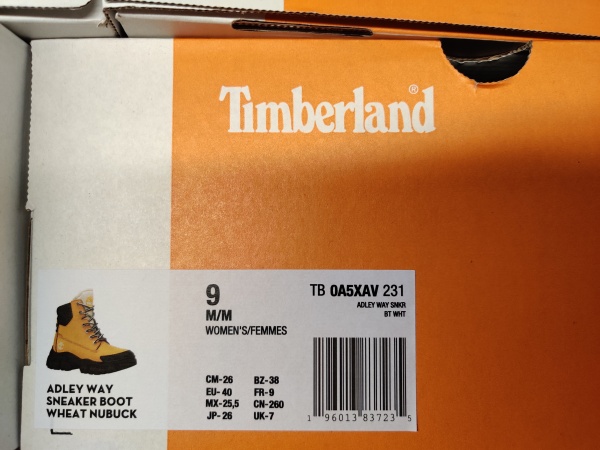 Timberland®
9
M/M
WOMEN'S/FEMMES
TB 0A5XAV 231
ADLEY WAY SNKR
BT WHT
ADLEY WAY
SNEAKER BOOT
WHEAT NUBUCK
CM-26 BZ-38
EU- 40 FR-9
MX-25,5 CN-260
JP- 26 UK-7
1 96013 83723 5